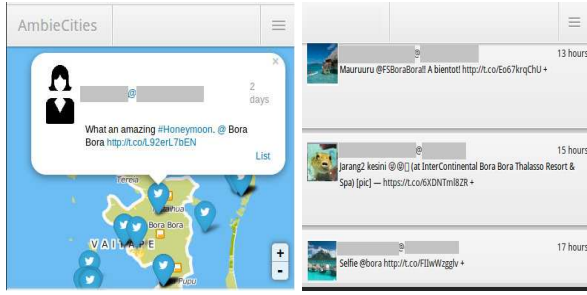 AmbieCities
@
2
days
What an amazing #Honeymoon. @ Bora
Bora http://t.co/L92erL7bEN
List
Bora Bora
VAITAPE
Pupu
+
-
@
13 hours
Mauruuru @FSBoraBora!! A bientot! http://t.co/Eo67krqChU +
@
15 hours
Jarang2 kesini 😜😜▯ (at InterContinental Bora Bora Thalasso Resort &
Spa) [pic] — https://t.co/6XDNTml8ZR +
@
17 hours
Selfie @bora http://t.co/FIIwWzgglv +